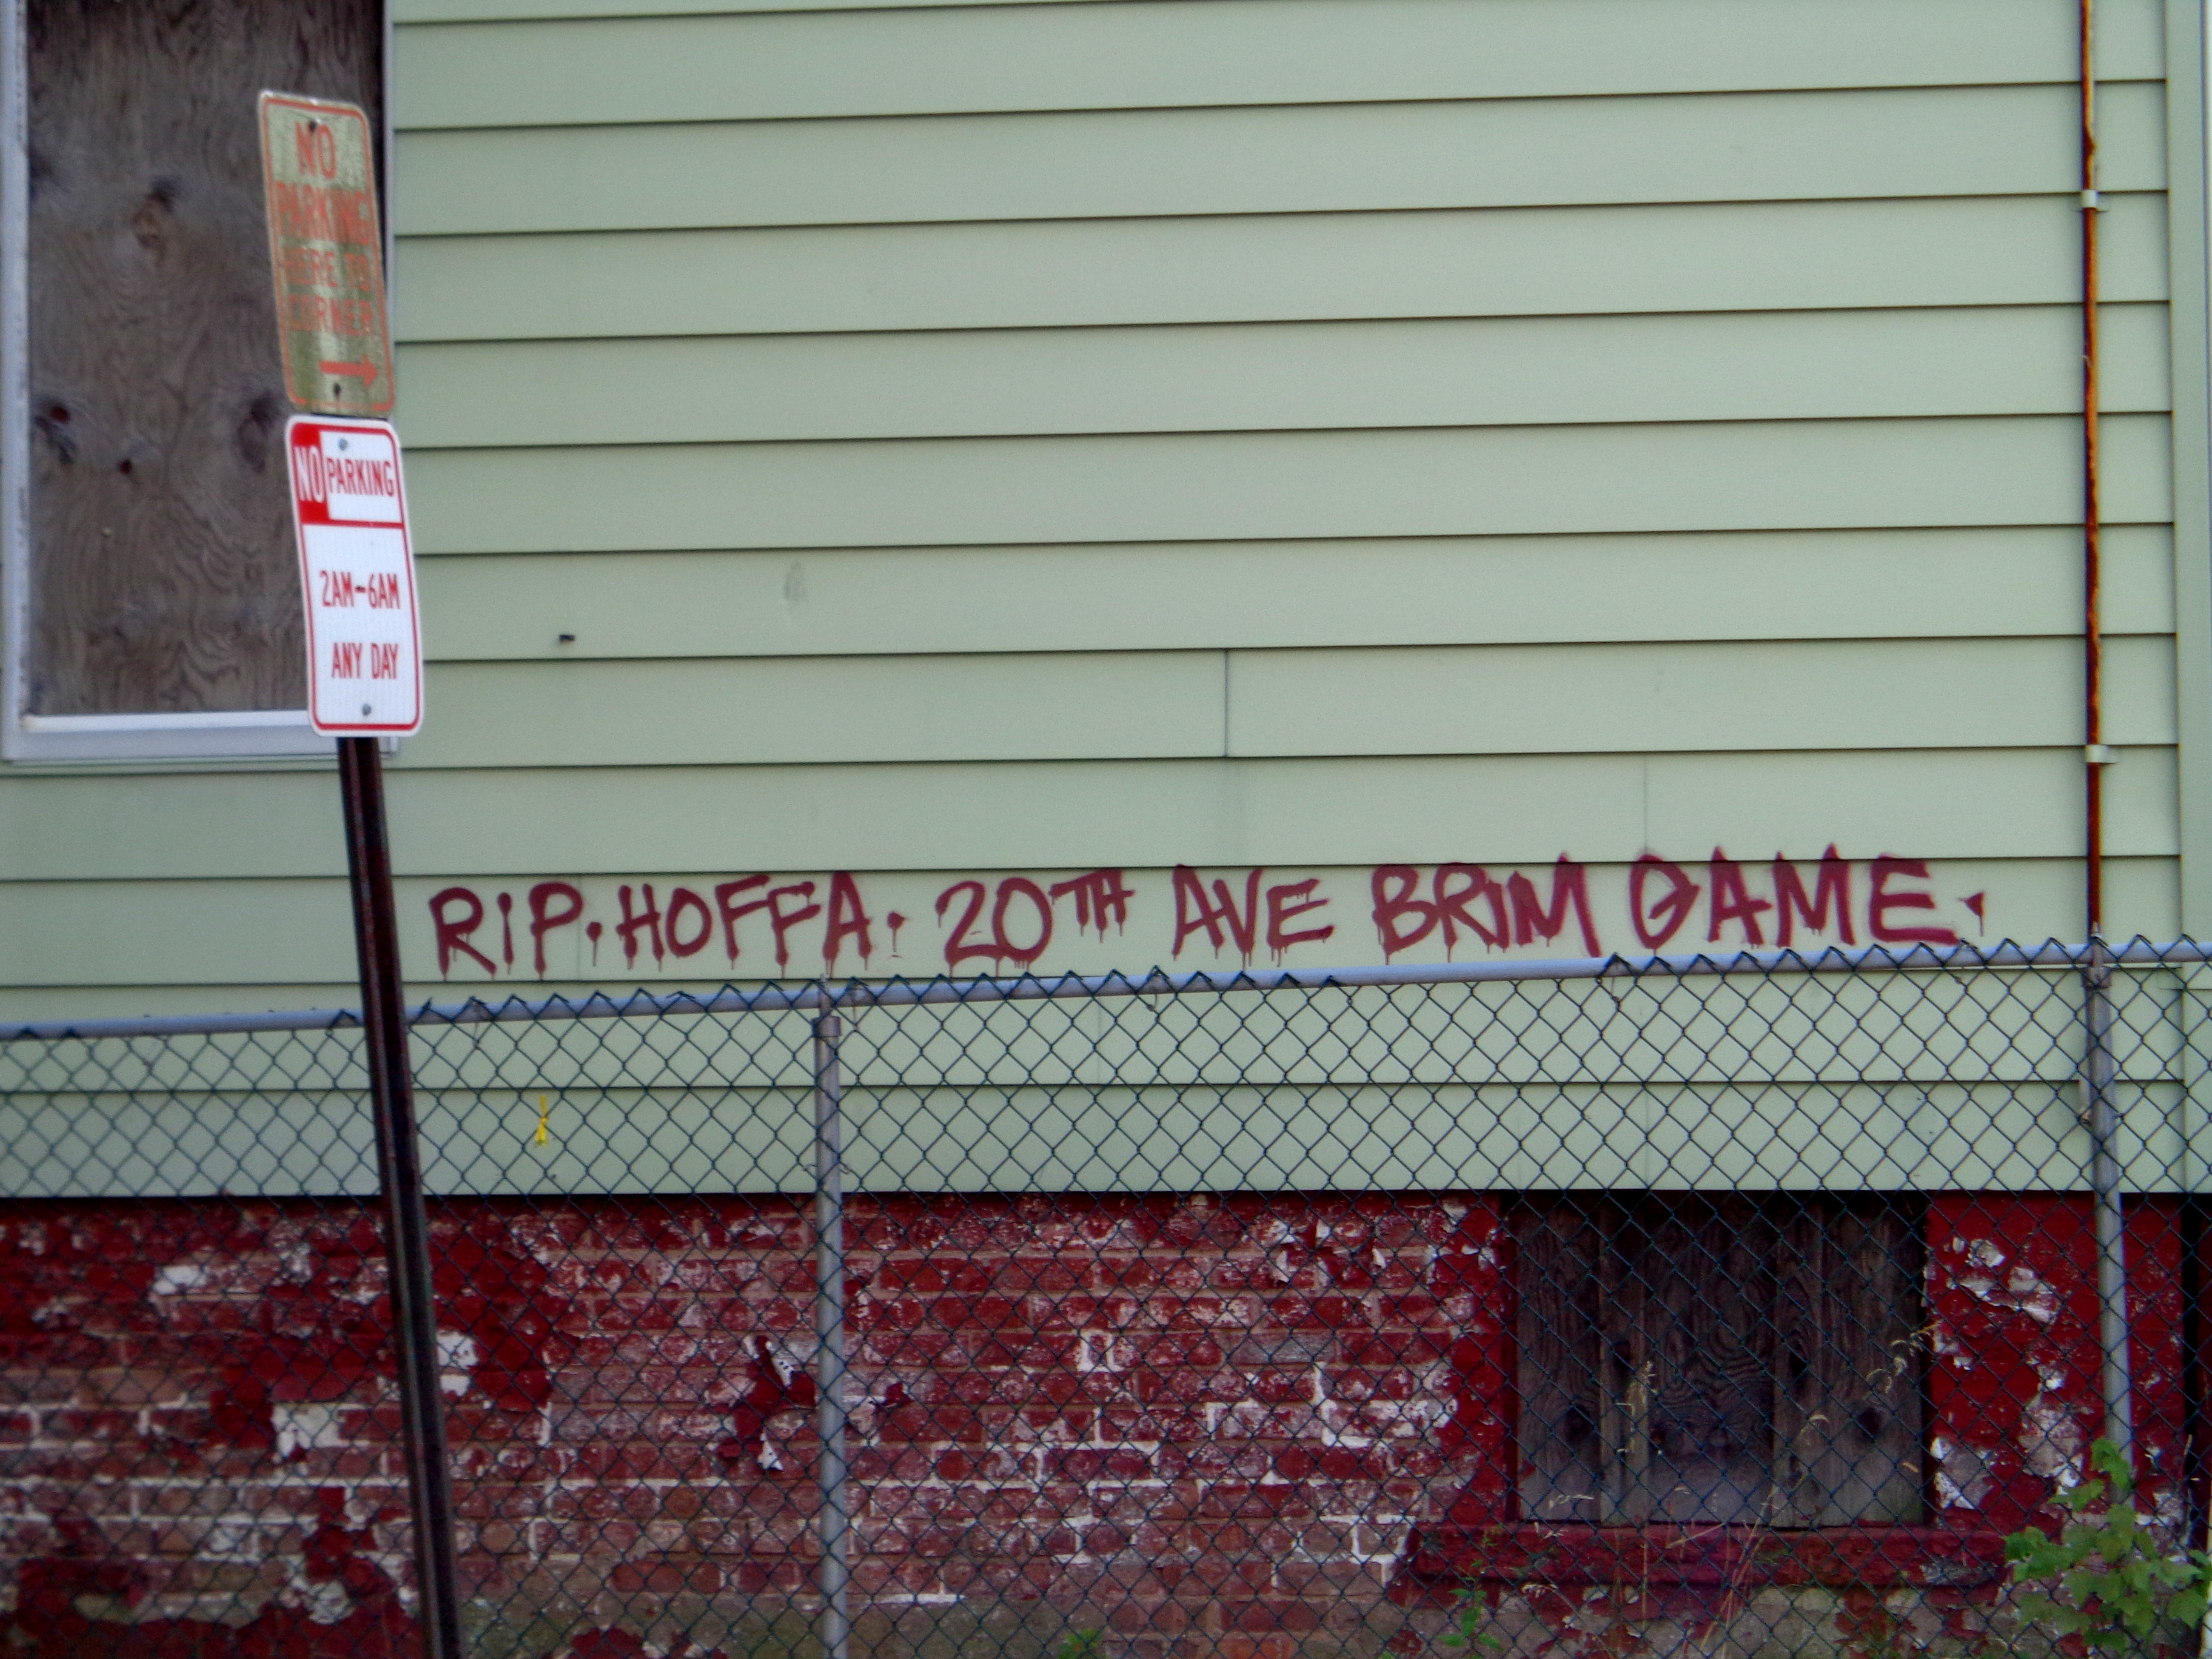 NO
PARKING
HERE TO
CORNER
NO PARKING
2AM-6AM
ANY DAY
RIP. HOFFA. 20TH AVE BRIM GAME.